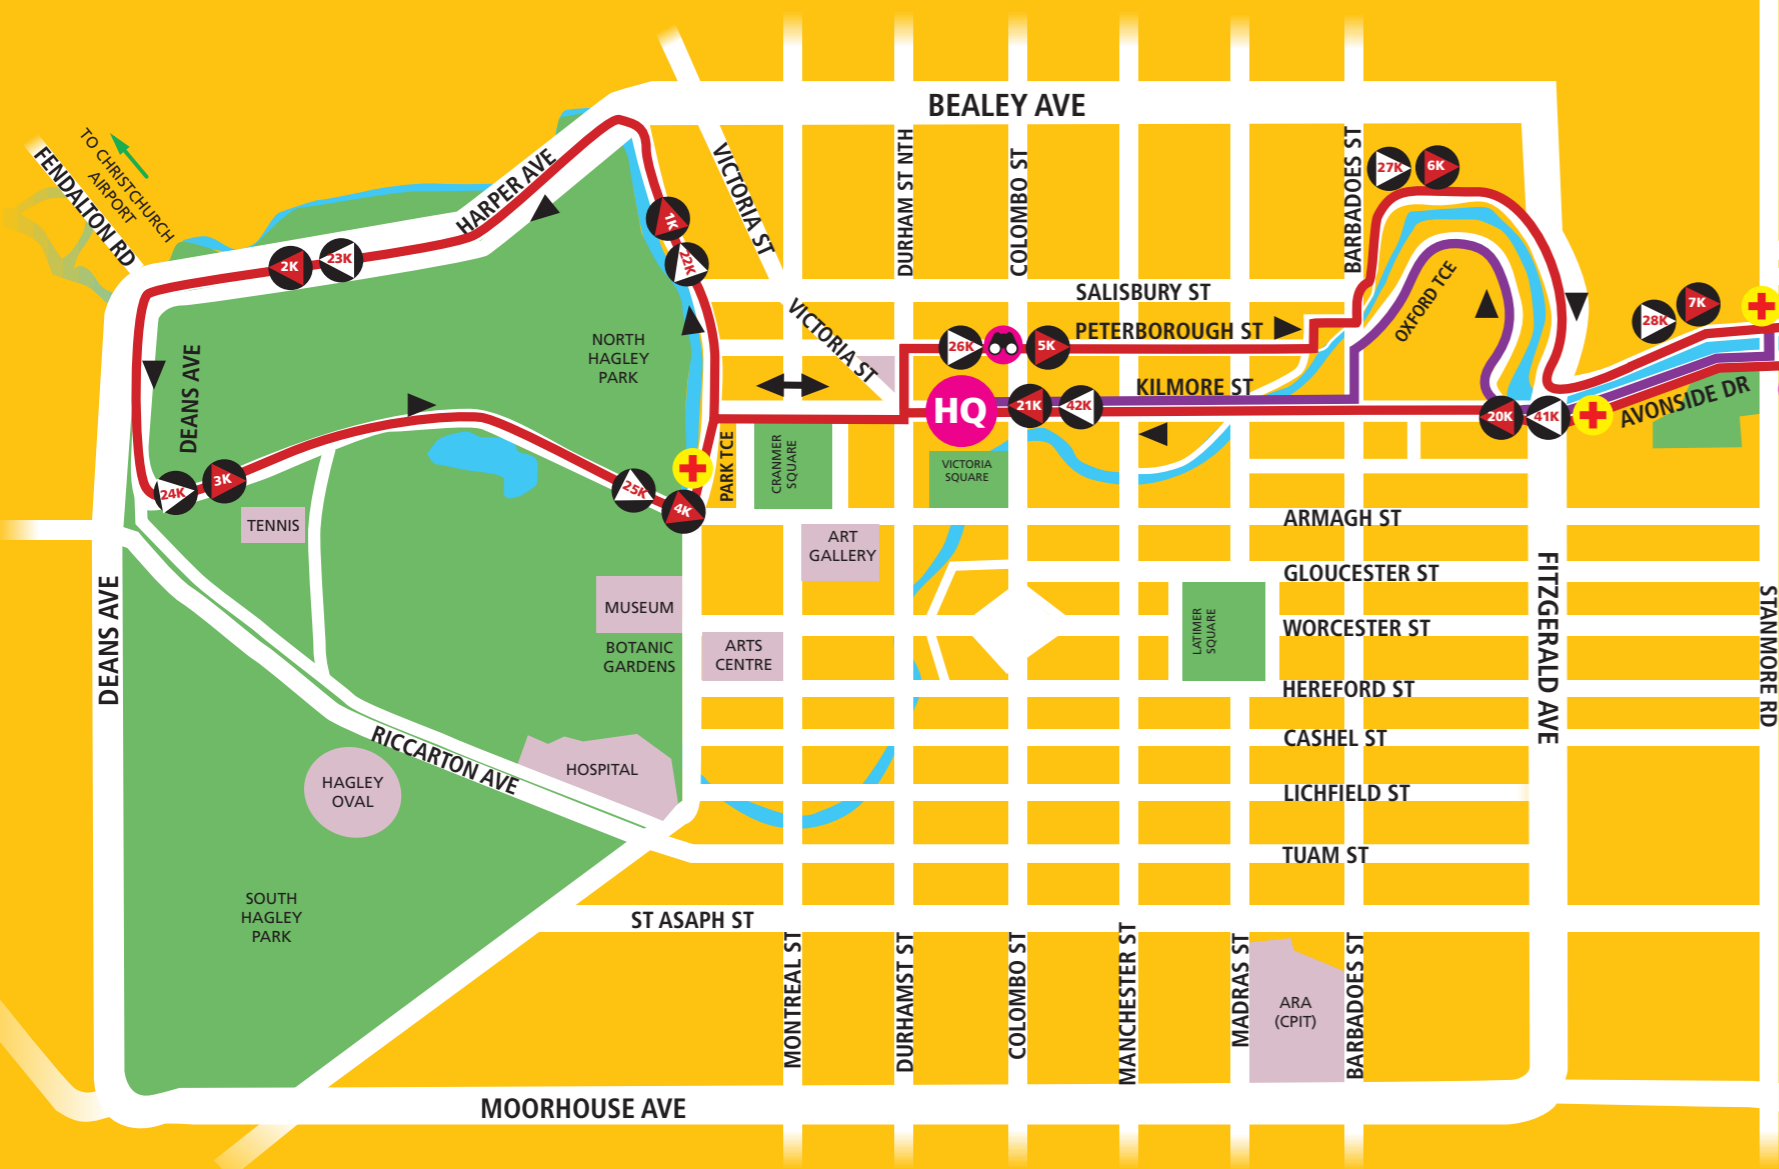 BEALEY AVE
TO CHRISTCHURCH
AIRPORT
FENDALTON RD
HARPER AVE
VICTORIA ST
DURHAM ST NTH
COLOMBO ST
BARBADOES ST
27K
6K
1K
22K
2K
23K
OXFORD TCE
SALISBURY ST
28K
7K
VICTORIA ST
PETERBOROUGH ST
26K
5K
NORTH
HAGLEY
PARK
DEANS AVE
KILMORE ST
HQ
21K
42K
20K
41K
AVONSIDE DR
PARK TCE
CRANMER
SQUARE
VICTORIA
SQUARE
24K
3K
25K
4K
TENNIS
ARMAGH ST
ART
GALLERY
GLOUCESTER ST
DEANS AVE
MUSEUM
LATIMER
SQUARE
WORCESTER ST
FITZGERALD AVE
STANMORE RD
BOTANIC
GARDENS
ARTS
CENTRE
HEREFORD ST
CASHEL ST
RICCARTON AVE
HOSPITAL
HAGLEY
OVAL
LICHFIELD ST
TUAM ST
SOUTH
HAGLEY
PARK
ST ASAPH ST
MONTREAL ST
DURHAMST ST
COLOMBO ST
MANCHESTER ST
MADRAS ST
BARBADOES ST
ARA
(CPIT)
MOORHOUSE AVE